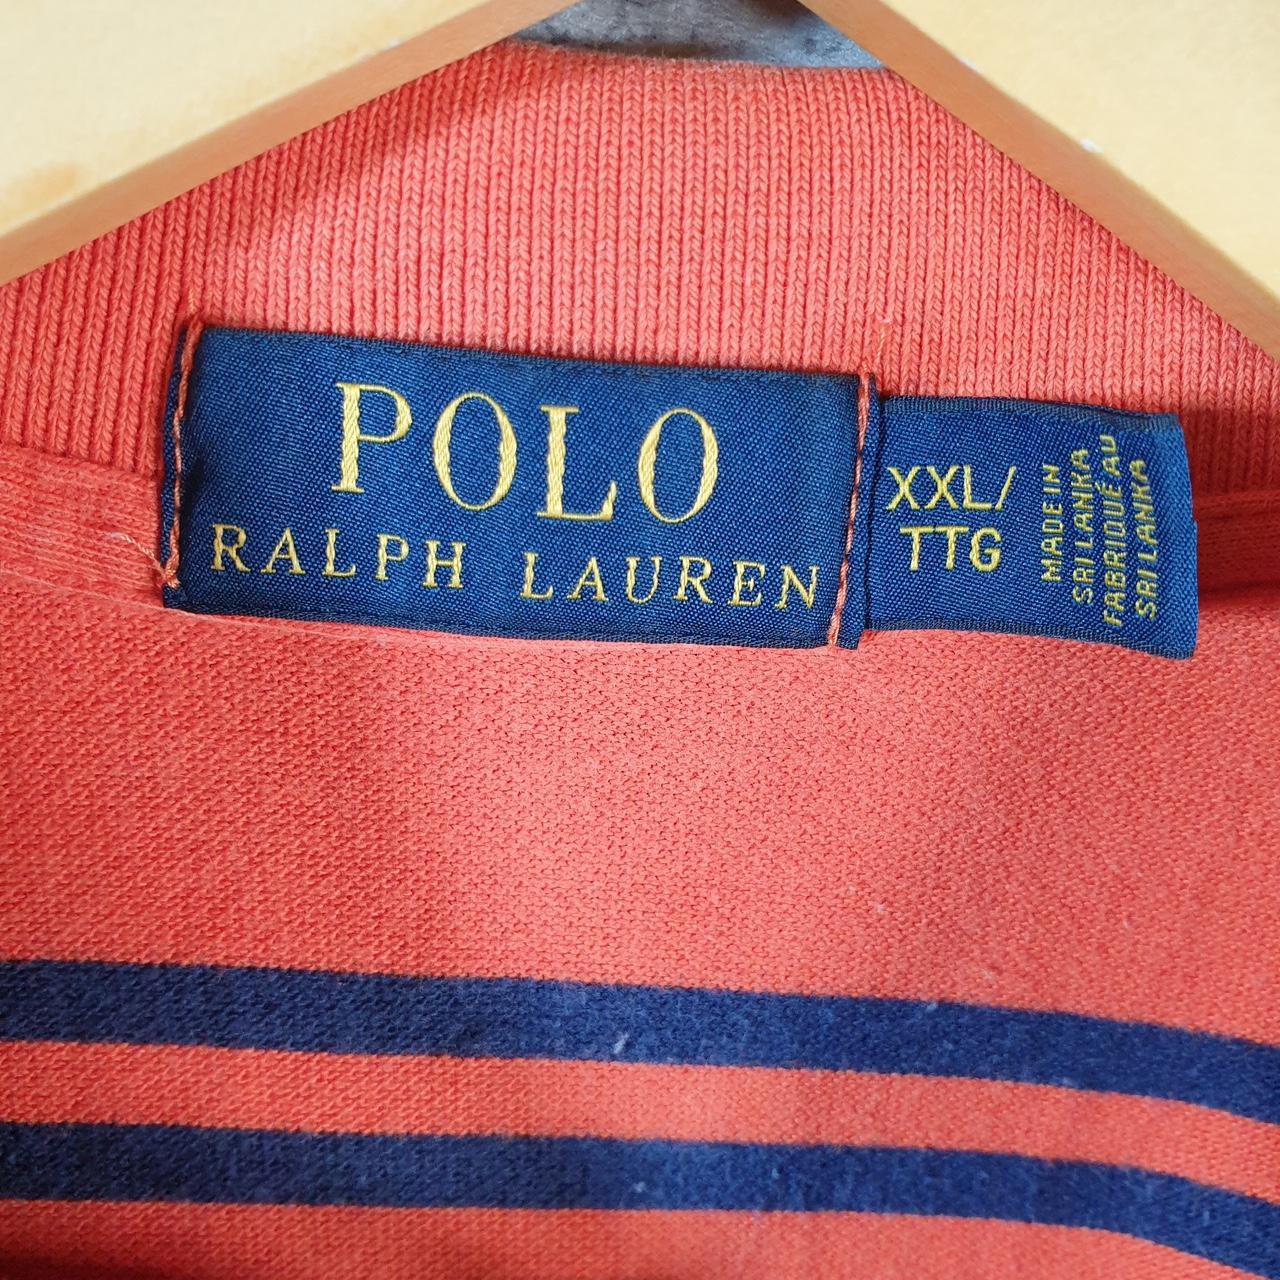 POLO
RALPH LAUREN
XXL/
TTG
MADE IN
SRI LANKA
FABRIQUÉ AU
SRI LANKA